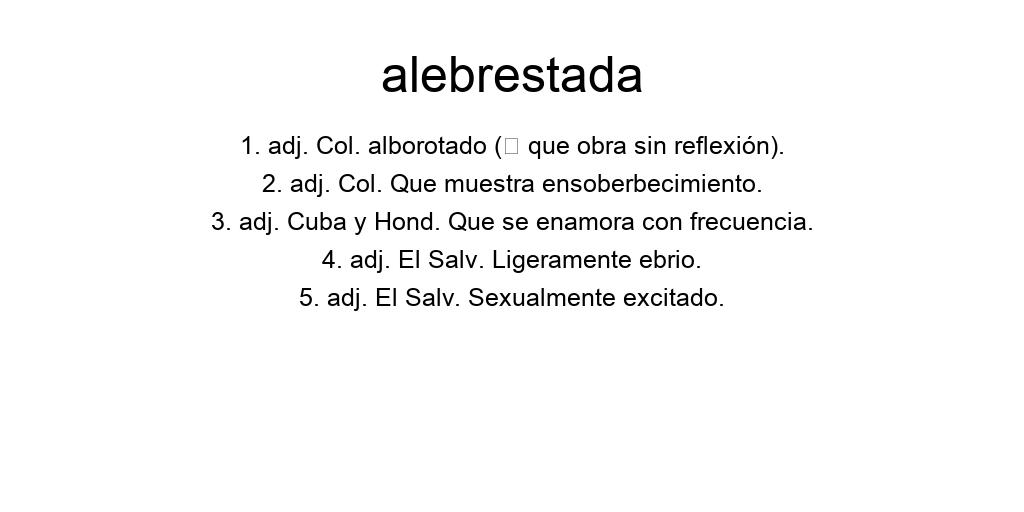 alebrestada
1. adj. Col. alborotado (□ que obra sin reflexión).
2. adj. Col. Que muestra ensoberbecimiento.
3. adj. Cuba y Hond. Que se enamora con frecuencia.
4. adj. El Salv. Ligeramente ebrio.
5. adj. El Salv. Sexualmente excitado.